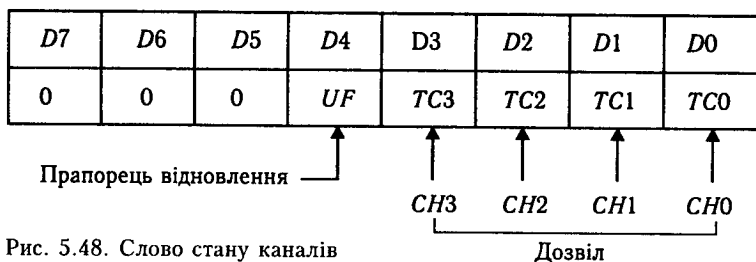 D7 D6 D5 D4 D3 D2 D1 D0
0 0 0 UF TC3 TC2 TC1 TC0
Прапорець відновлення
CH3 CH2 CH1 CH0
Рис. 5.48. Слово стану каналів
Дозвіл